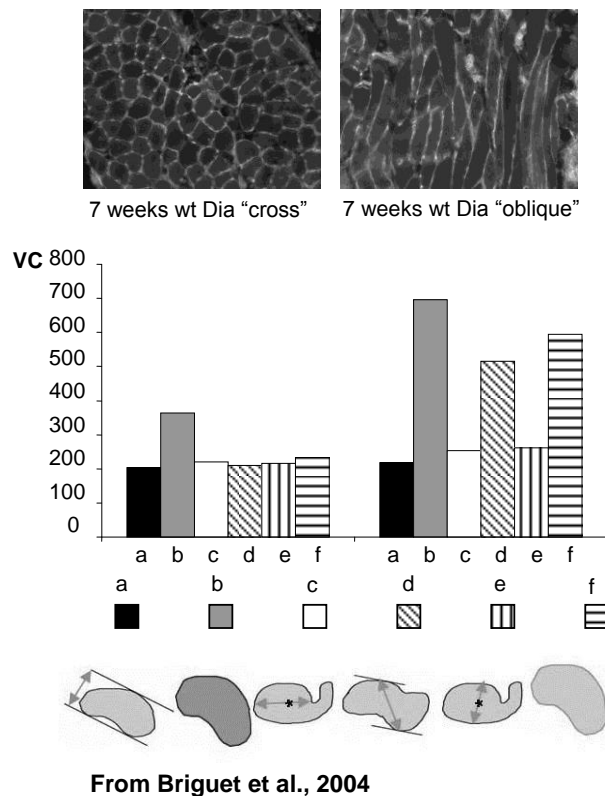 7 weeks wt Dia “cross” 7 weeks wt Dia “oblique”
VC 800
700
600
500
400
300
200
100
0
a b c d e f a b c d e f
a b c d e f
From Briguet et al., 2004